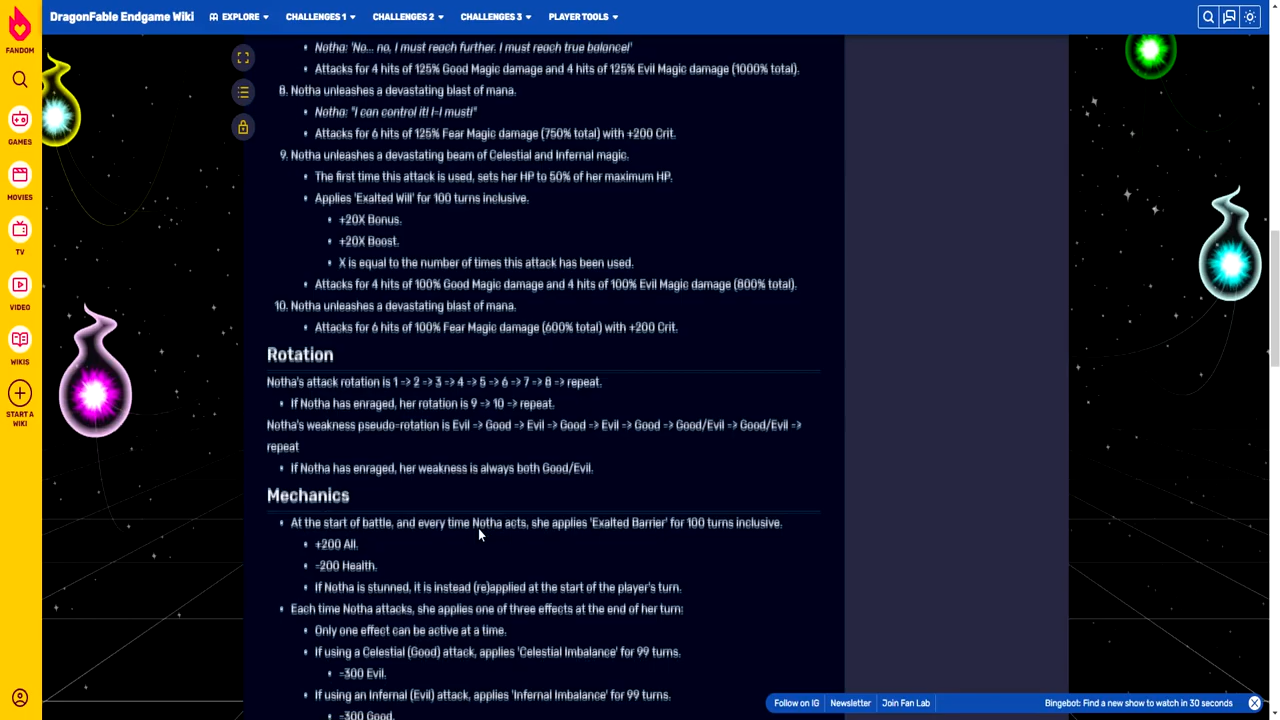 DragonFable Endgame Wiki
EXPLORE
CHALLENGES 1
CHALLENGES 2
CHALLENGES 3
PLAYER TOOLS
FANDOM
GAMES
MOVIES
TV
VIDEO
WIKIS
START A
WIKI
Notha: 'No... no, I must reach further. I must reach true balance!'
Attacks for 4 hits of 125% Good Magic damage and 4 hits of 125% Evil Magic damage (1000% total).
8. Notha unleashes a devastating blast of mana.
Notha: "I can control it! I-I must!"
Attacks for 6 hits of 125% Fear Magic damage (750% total) with +200 Crit.
9. Notha unleashes a devastating beam of Celestial and Infernal magic.
The first time this attack is used, sets her HP to 50% of her maximum HP.
Applies 'Exalted Will' for 100 turns inclusive.
+20X Bonus.
+20X Boost.
X is equal to the number of times this attack has been used.
Attacks for 4 hits of 100% Good Magic damage and 4 hits of 100% Evil Magic damage (800% total).
10. Notha unleashes a devastating blast of mana.
Attacks for 6 hits of 100% Fear Magic damage (600% total) with +200 Crit.
Rotation
Notha's attack rotation is 1 -> 2 -> 3 -> 4 -> 5 -> 6 -> 7 -> 8 -> repeat.
If Notha has enraged, her rotation is 9 -> 10 -> repeat.
Notha's weakness pseudo-rotation is Evil -> Good -> Evil -> Good -> Evil -> Good -> Good/Evil -> Good/Evil ->
repeat
If Notha has enraged, her weakness is always both Good/Evil.
Mechanics
At the start of battle, and every time Notha acts, she applies 'Exalted Barrier' for 100 turns inclusive.
+200 All.
-200 Health.
If Notha is stunned, it is instead (re)applied at the start of the player's turn.
Each time Notha attacks, she applies one of three effects at the end of her turn:
Only one effect can be active at a time.
If using a Celestial (Good) attack, applies 'Celestial Imbalance' for 99 turns.
-300 Evil.
If using an Infernal (Evil) attack, applies 'Infernal Imbalance' for 99 turns.
-300 Good.
Follow on IG
Newsletter
Join Fan Lab
Bingebot: Find a new show to watch in 30 seconds